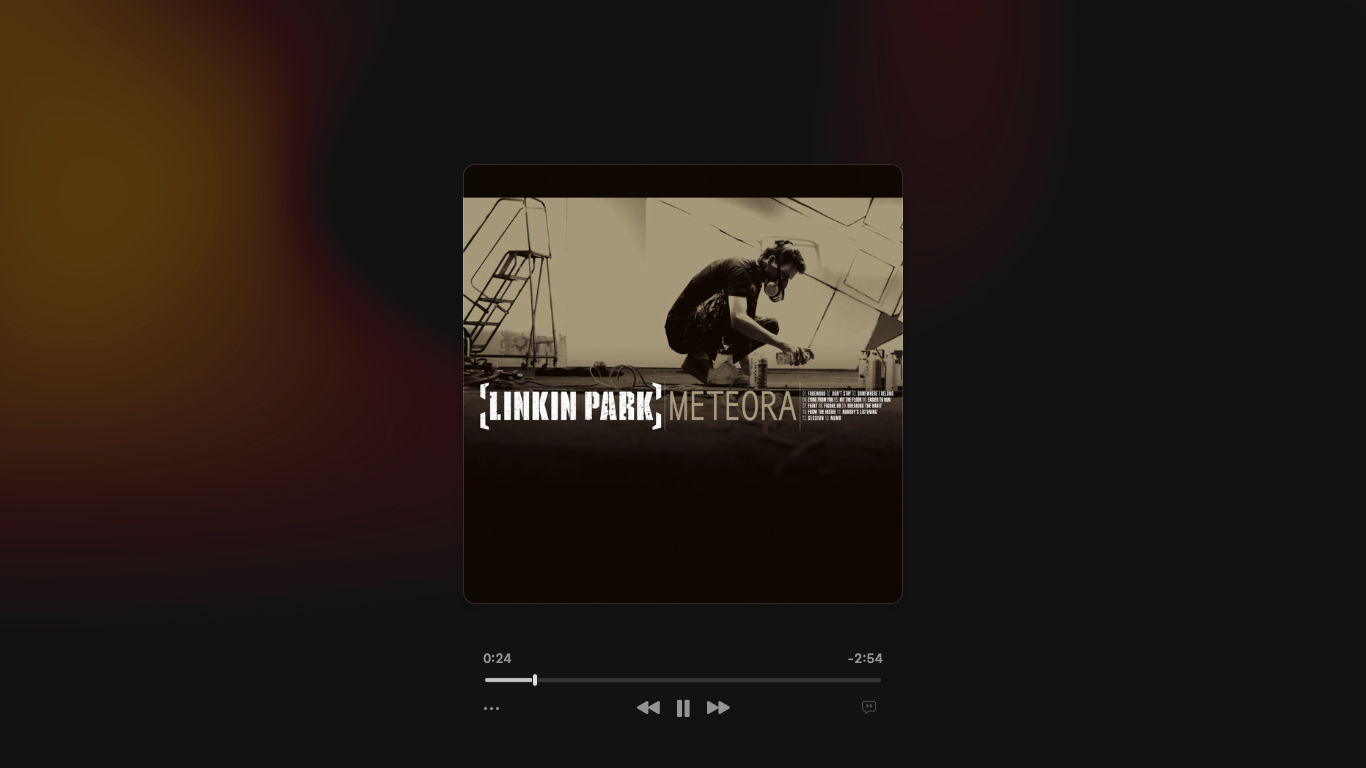 [LINKIN PARK] METEORA
01. FOREWORD 02. DON'T STAY 03. SOMEWHERE I BELONG
04. LYING FROM YOU 05. HIT THE FLOOR 06. EASIER TO RUN
07. FAINT 08. FIGURE.09 09. BREAKING THE HABIT
10. FROM THE INSIDE 11. NOBODY'S LISTENING
12. SESSION 13. NUMB
0:24 -2:54